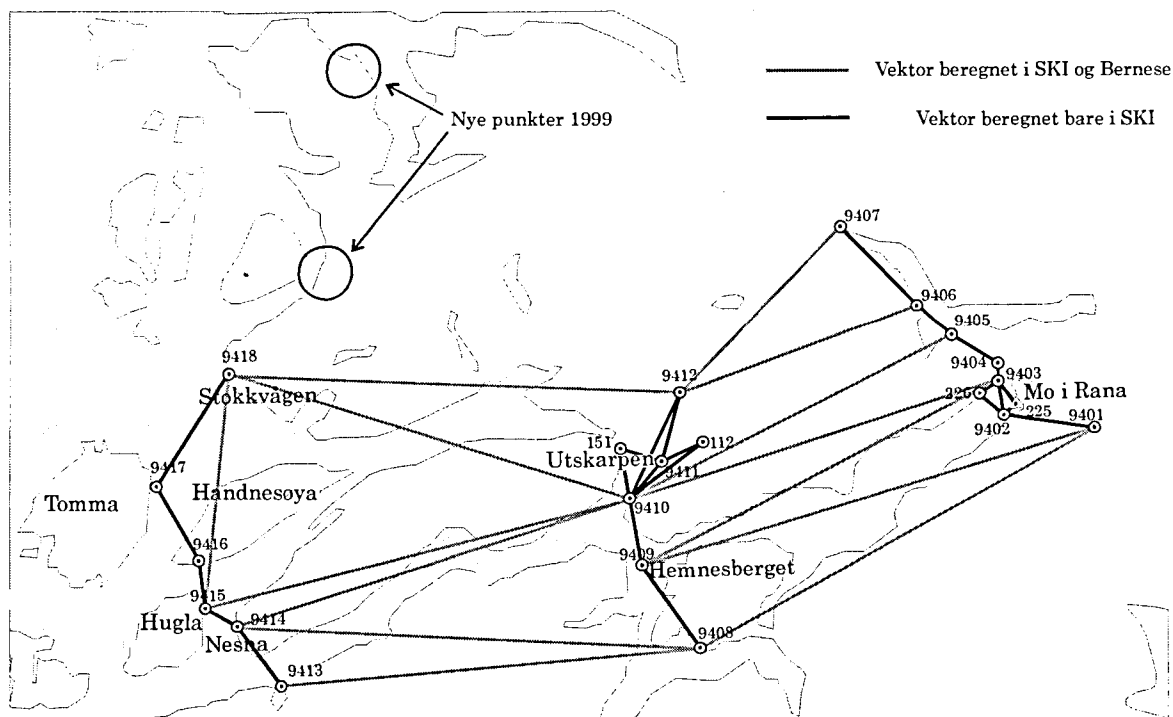 Vektor beregnet i SKI og Bernese
Nye punkter 1999
Vektor beregnet bare i SKI
9407
9406
9405
9418
9404
9412
9403
Stokkvågen
226
Mo i Rana
225
9401
9402
151
112
Utskarpen
9411
9417
Handnesøya
Tomma
9410
9416
9409
Hemnesberget
9415
Hugla
9414
Nesna
9408
9413